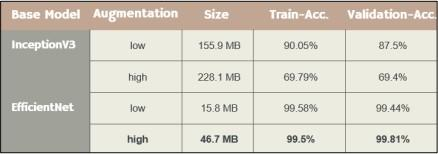 Base Model Augmentation Size Train-Acc. Validation-Acc.
InceptionV3 low 155.9 MB 90.05% 87.5%
high 228.1 MB 69.79% 69.4%
EfficientNet low 15.8 MB 99.58% 99.44%
high 46.7 MB 99.5% 99.81%